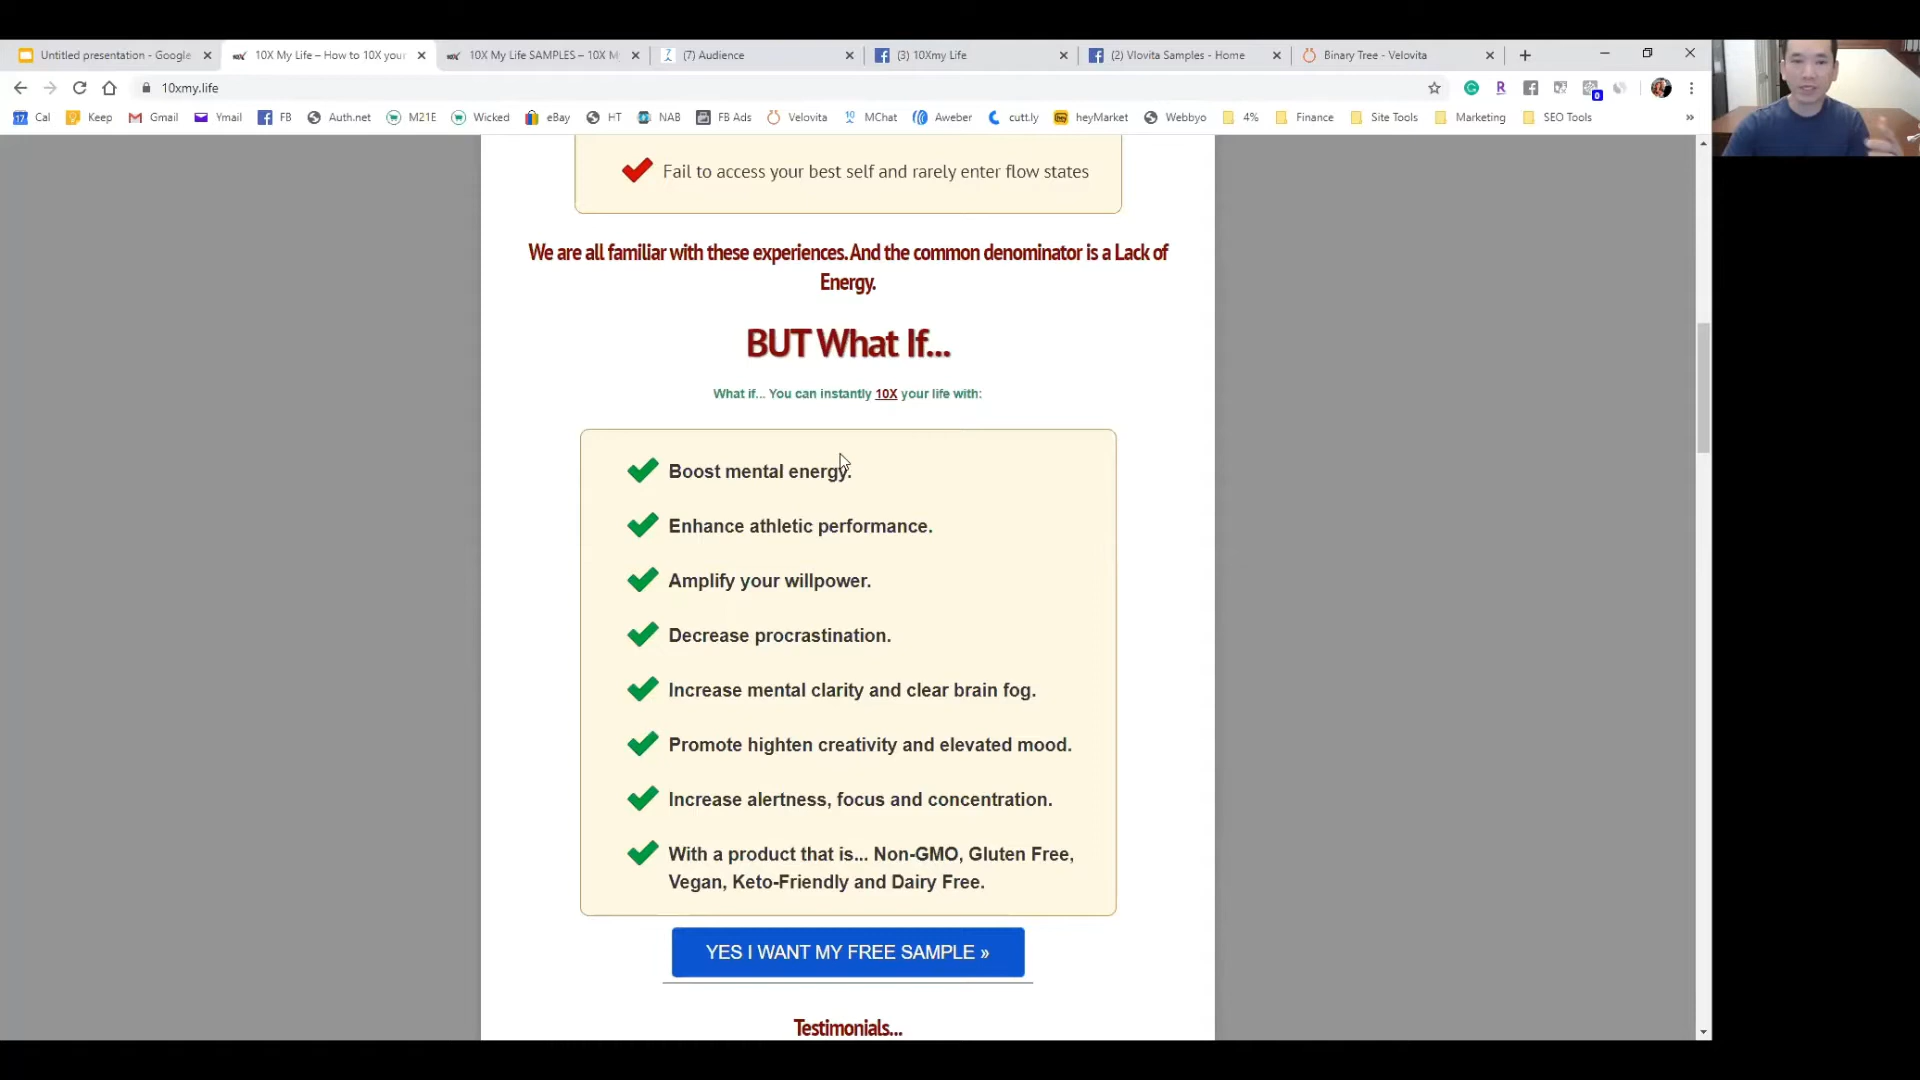 Untitled presentation - Google
10X My Life – How to 10X your
10X My Life SAMPLES – 10X M
(7) Audience
(3) 10Xmy Life
(2) Vlovita Samples - Home
Binary Tree - Velovita
10xmy.life
Cal
Keep
Gmail
Ymail
FB
Auth.net
M21E
Wicked
eBay
HT
NAB
FB Ads
Velovita
MChat
Aweber
cutt.ly
heyMarket
Webbyo
4%
Finance
Site Tools
Marketing
SEO Tools
»
Fail to access your best self and rarely enter flow states
We are all familiar with these experiences. And the common denominator is a Lack of
Energy.
BUT What If...
What if... You can instantly 10X your life with:
Boost mental energy.
Enhance athletic performance.
Amplify your willpower.
Decrease procrastination.
Increase mental clarity and clear brain fog.
Promote highten creativity and elevated mood.
Increase alertness, focus and concentration.
With a product that is... Non-GMO, Gluten Free,
Vegan, Keto-Friendly and Dairy Free.
YES I WANT MY FREE SAMPLE »
Testimonials...